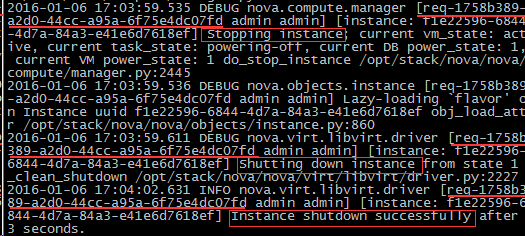 2016-01-06 17:03:59.535 DEBUG nova.compute.manager [req-1758b389-
-a2d0-44cc-a95a-6f75e4dc07fd admin admin] [instance: f1e22596-6844
-4d7a-84a3-e41e6d7618ef] Stopping instance; current vm_state: act
ive, current task_state: powering-off, current DB power_state: 1,
 current VM power_state: 1 do_stop_instance /opt/stack/nova/nova/
compute/manager.py:2445
2016-01-06 17:03:59.536 DEBUG nova.objects.instance [req-1758b389
-a2d0-44cc-a95a-6f75e4dc07fd admin admin] Lazy-loading `flavor' o
n Instance uuid f1e22596-6844-4d7a-84a3-e41e6d7618ef obj_load_att
r /opt/stack/nova/nova/objects/instance.py:860
2016-01-06 17:03:59.611 DEBUG nova.virt.libvirt.driver [req-1758b
389-a2d0-44cc-a95a-6f75e4dc07fd admin admin] [instance: f1e22596-
6844-4d7a-84a3-e41e6d7618ef] Shutting down instance from state 1
_clean_shutdown /opt/stack/nova/nova/virt/libvirt/driver.py:2227
2016-01-06 17:04:02.631 INFO nova.virt.libvirt.driver [req-1758b3
89-a2d0-44cc-a95a-6f75e4dc07fd admin admin] [instance: f1e22596-6
844-4d7a-84a3-e41e6d7618ef] Instance shutdown successfully after
3 seconds.